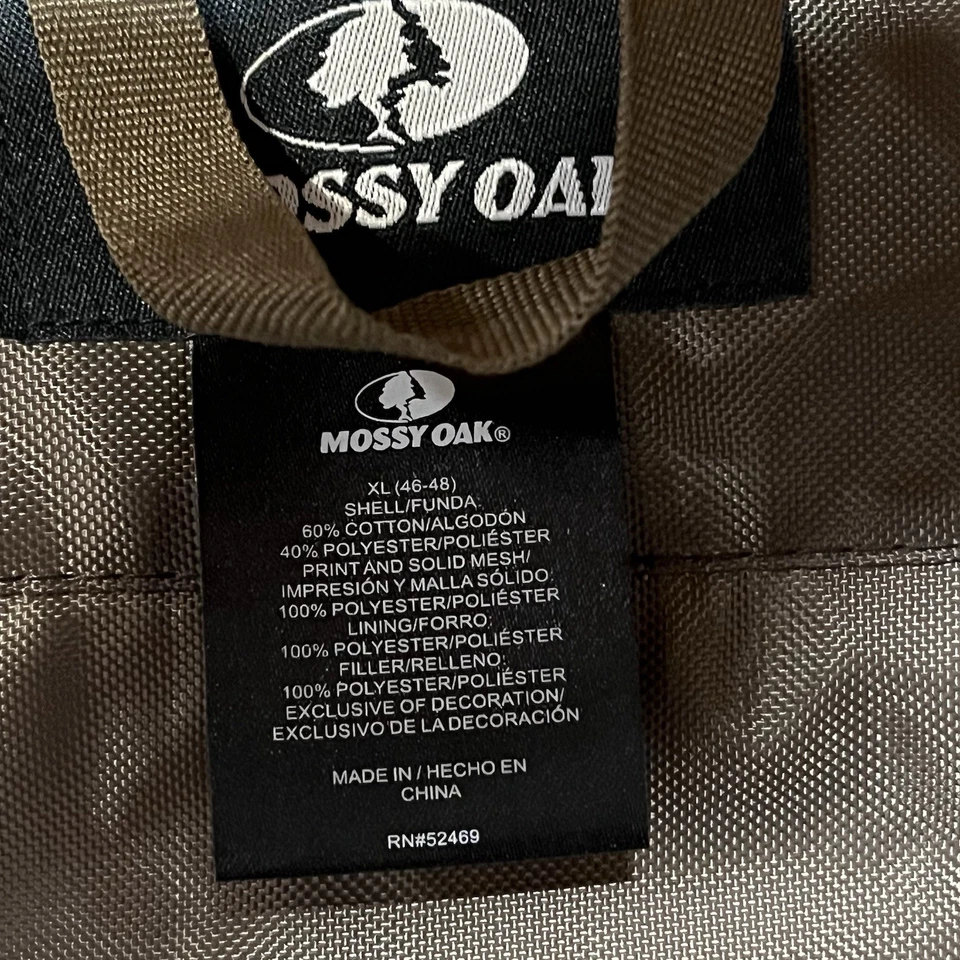 OSSY OAK
MOSSY OAK®
XL (46-48)
SHELL/FUNDA:
60% COTTON/ALGODÓN
40% POLYESTER/POLIÉSTER
PRINT AND SOLID MESH/
IMPRESIÓN Y MALLA SÓLIDO:
100% POLYESTER/POLIÉSTER
LINING/FORRO:
100% POLYESTER/POLIÉSTER
FILLER/RELLENO:
100% POLYESTER/POLIÉSTER
EXCLUSIVE OF DECORATION/
EXCLUSIVO DE LA DECORACIÓN
MADE IN / HECHO EN
CHINA
RN#52469